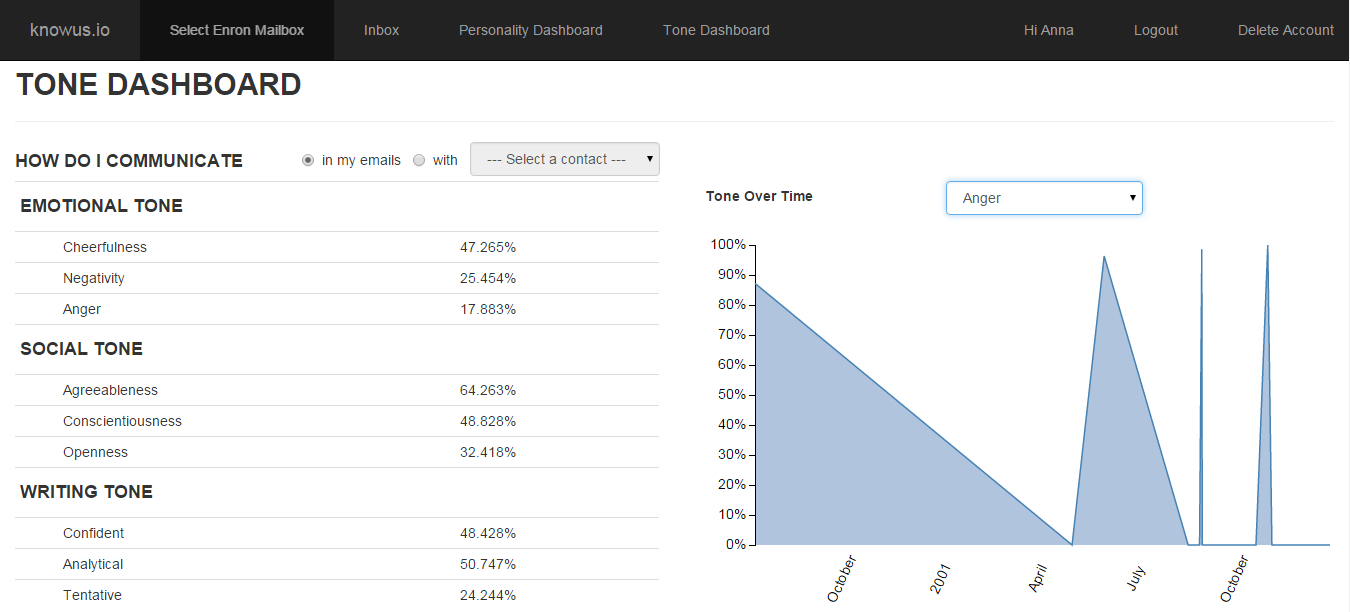 knowus.io Select Enron Mailbox Inbox Personality Dashboard Tone Dashboard Hi Anna Logout Delete Account
TONE DASHBOARD
HOW DO I COMMUNICATE in my emails with --- Select a contact ---
EMOTIONAL TONE
Cheerfulness 47.265%
Negativity 25.454%
Anger 17.883%
SOCIAL TONE
Agreeableness 64.263%
Conscientiousness 48.828%
Openness 32.418%
WRITING TONE
Confident 48.428%
Analytical 50.747%
Tentative 24.244%
Tone Over Time Anger
100%
90%
80%
70%
60%
50%
40%
30%
20%
10%
0%
October 2001 April July October